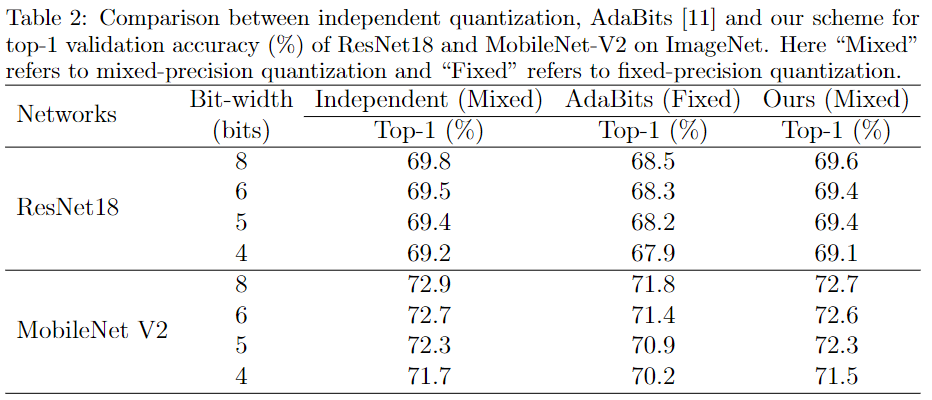 Table 2: Comparison between independent quantization, AdaBits [11] and our scheme for
top-1 validation accuracy (%) of ResNet18 and MobileNet-V2 on ImageNet. Here “Mixed”
refers to mixed-precision quantization and “Fixed” refers to fixed-precision quantization.
Networks Bit-width (bits) Independent (Mixed) AdaBits (Fixed) Ours (Mixed)
Top-1 (%) Top-1 (%) Top-1 (%)
ResNet18
8 69.8 68.5 69.6
6 69.5 68.3 69.4
5 69.4 68.2 69.4
4 69.2 67.9 69.1
MobileNet V2
8 72.9 71.8 72.7
6 72.7 71.4 72.6
5 72.3 70.9 72.3
4 71.7 70.2 71.5